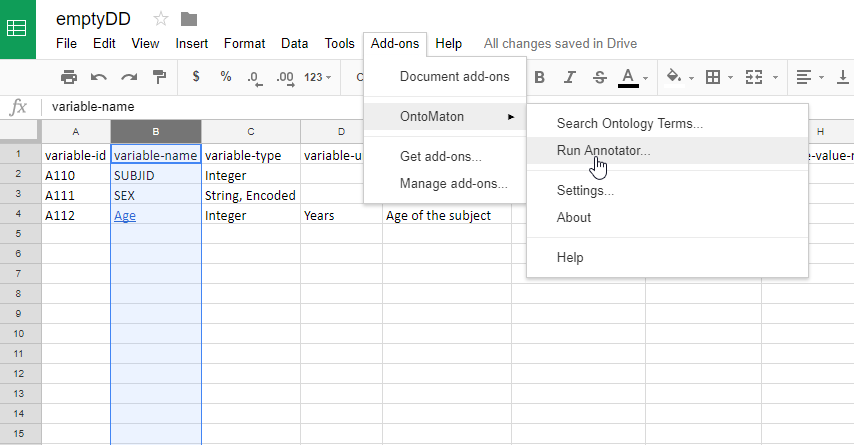 emptyDD
File Edit View Insert Format Data Tools Add-ons Help All changes saved in Drive
$ % .0 .00 123 B I S A
Document add-ons
OntoMaton
Get add-ons...
Manage add-ons...
Search Ontology Terms...
Run Annotator...
Settings...
About
Help
fx variable-name
A B C D H
1 variable-id variable-name variable-type
2 A110 SUBJID Integer
3 A111 SEX String, Encoded
4 A112 Age Integer Years Age of the subject
5
6
7
8
9
10
11
12
13
14
15